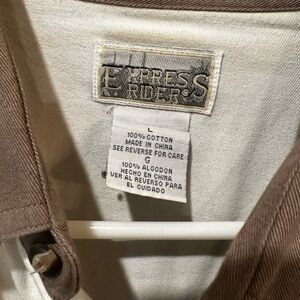 EXPRESS
RIDER®
L
100% COTTON
MADE IN CHINA
SEE REVERSE FOR CARE
G
100% ALGODON
HECHO EN CHINA
VER AL REVERSO PARA
EL CUIDADO